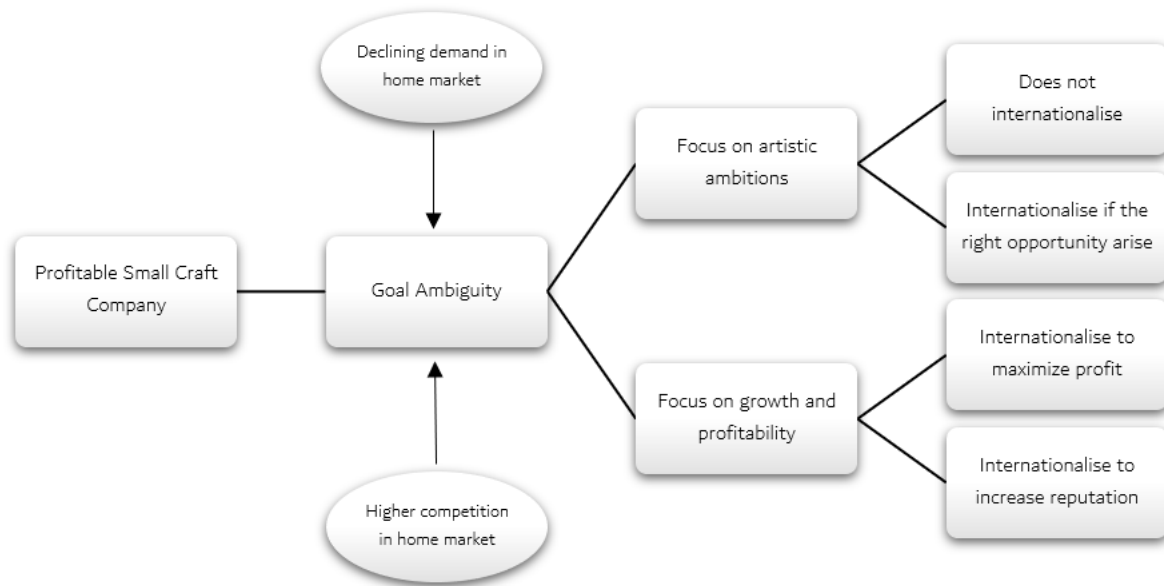 Declining demand in
home market
Does not
internationalise
Focus on artistic
ambitions
Internationalise if the
right opportunity arise
Profitable Small Craft
Company
Goal Ambiguity
Internationalise to
maximize profit
Focus on growth and
profitability
Internationalise to
increase reputation
Higher competition
in home market